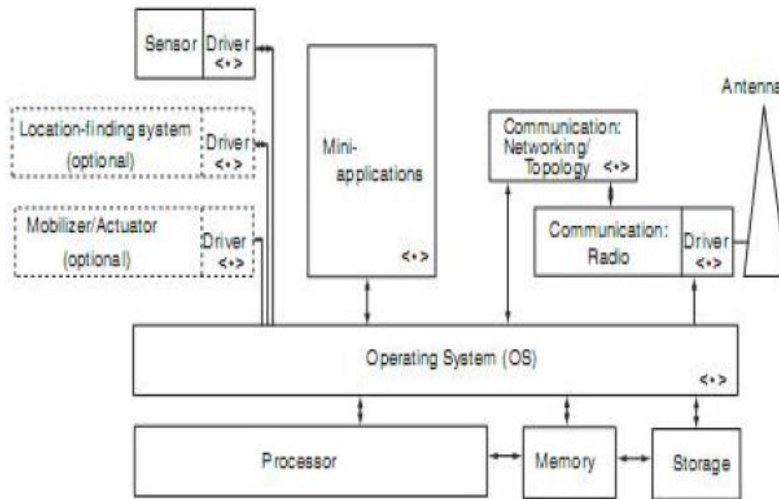 Sensor Driver
<•>
Location-finding system
(optional)
Driver
<•>
Mobilizer/Actuator
(optional)
Driver
<•>
Mini-
applications
<•>
Communication:
Networking/
Topology <•>
Communication:
Radio
Driver
<•>
Antenna
Operating System (OS)
<•>
Processor
Memory
Storage